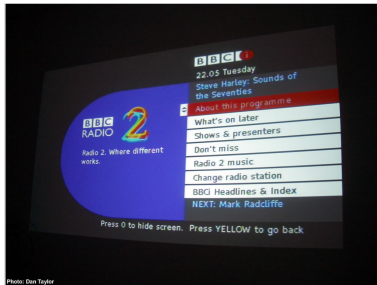 BBCi
22.05 Tuesday
Steve Harley: Sounds of
the Seventies
About this programme
What's on later
Shows & presenters
Don't miss
Radio 2 music
Change radio station
BBCi Headlines & Index
NEXT: Mark Radcliffe
BBC
RADIO 2
Radio 2. Where different
works.
Press 0 to hide screen. Press YELLOW to go back
Photo: Dan Taylor